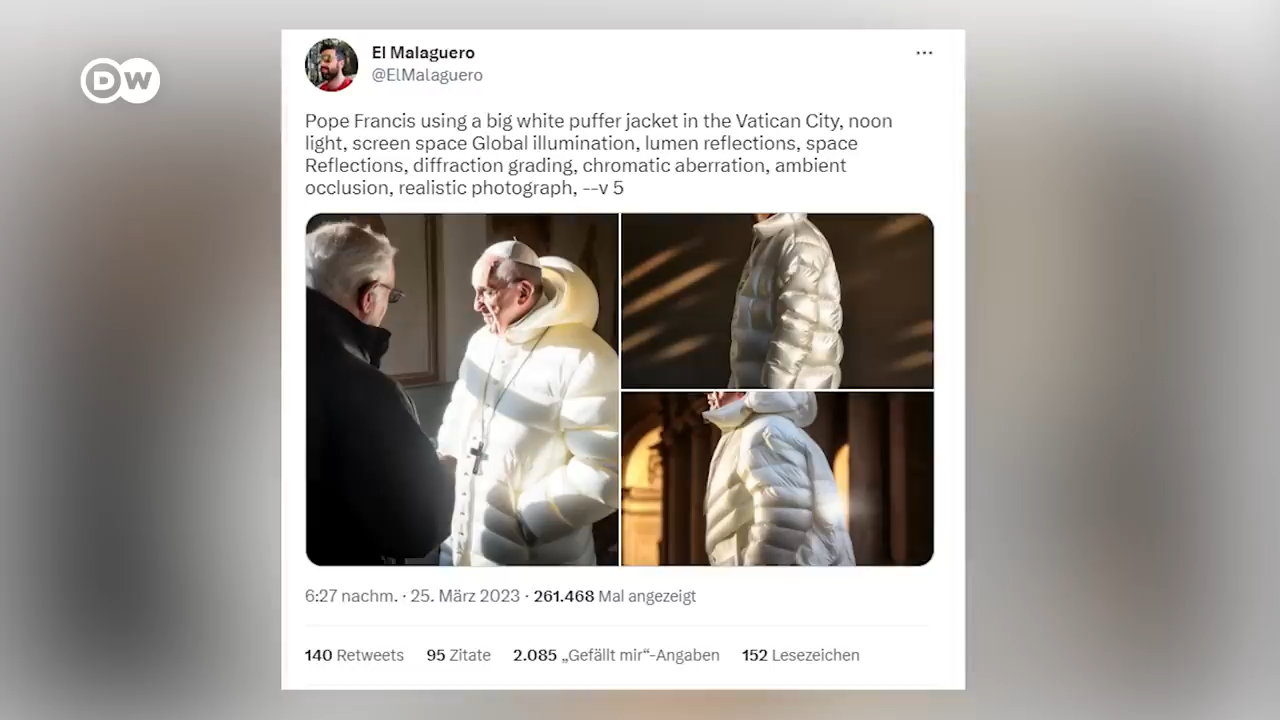 DW
El Malaguero
@ElMalaguero
Pope Francis using a big white puffer jacket in the Vatican City, noon
light, screen space Global illumination, lumen reflections, space
Reflections, diffraction grading, chromatic aberration, ambient
occlusion, realistic photograph, --v 5
6:27 nachm. · 25. März 2023 · 261.468 Mal angezeigt
140 Retweets 95 Zitate 2.085 „Gefällt mir“-Angaben 152 Lesezeichen